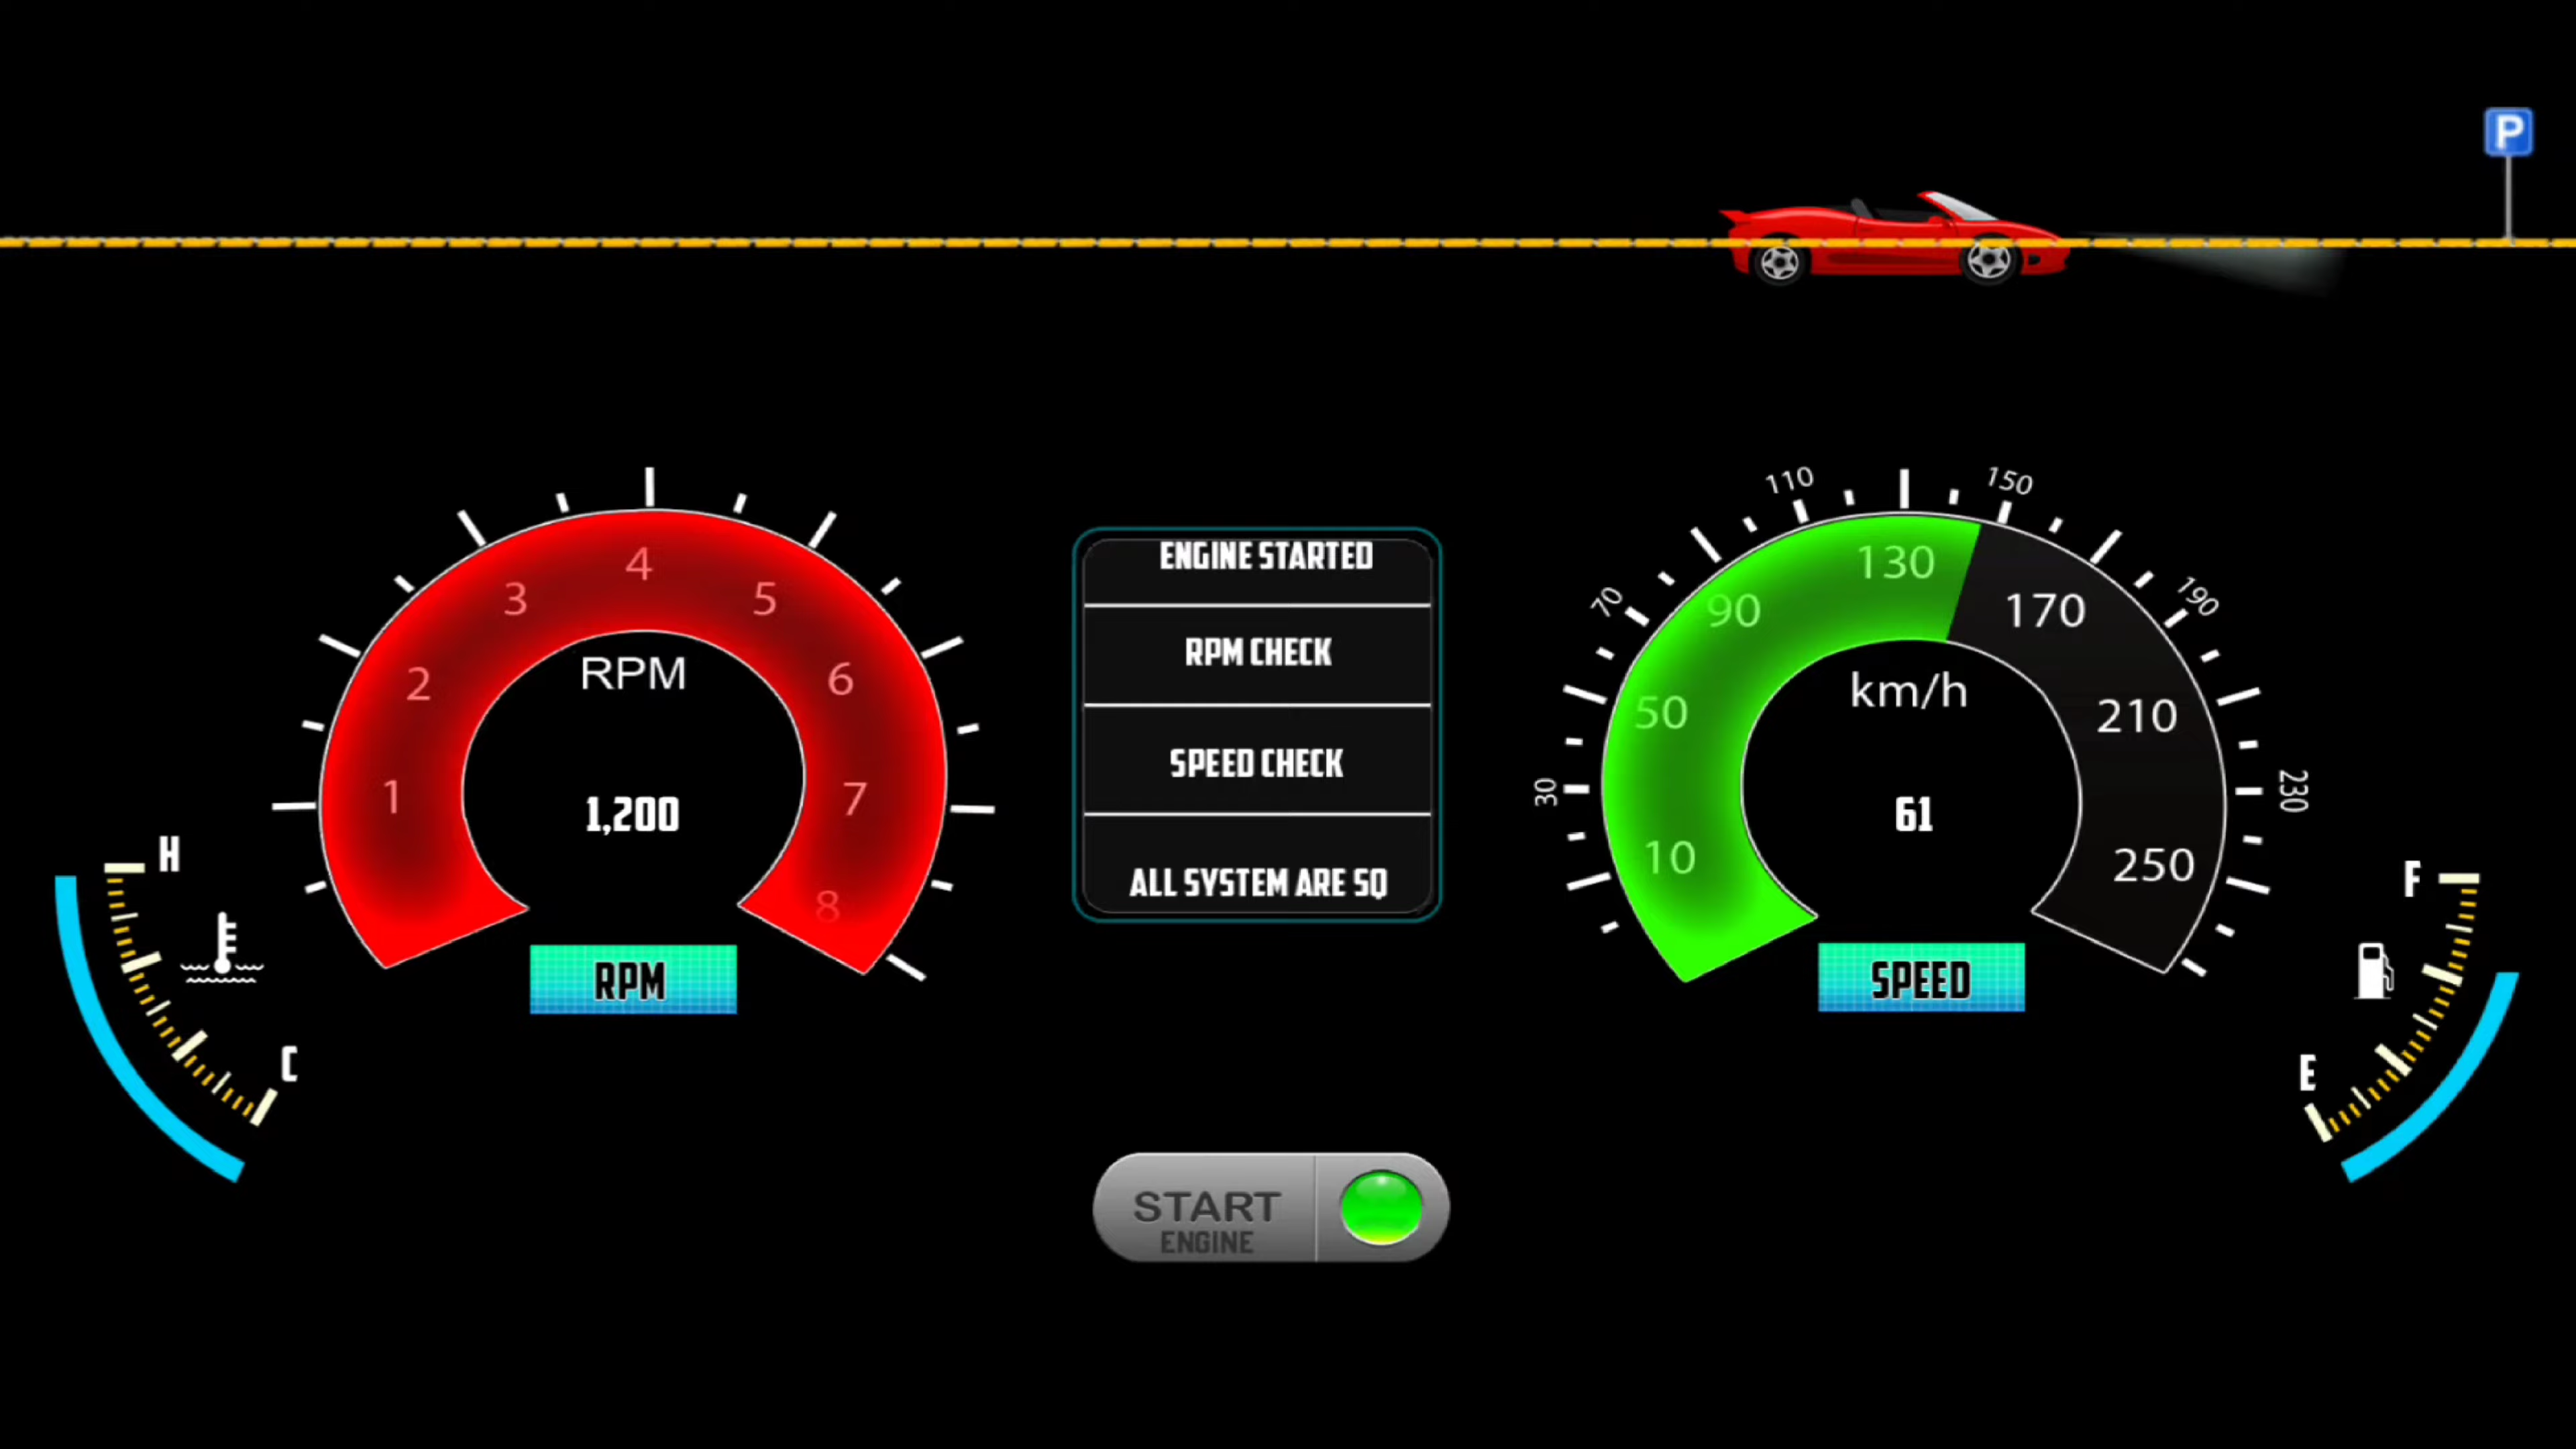 P
110
150
70
190
90
130
170
50
210
30
230
10
250
km/h
61
SPEED
4
3
5
2
6
1
7
8
RPM
1,200
RPM
ENGINE STARTED
RPM CHECK
SPEED CHECK
ALL SYSTEM ARE SQ
H
C
F
E
START
ENGINE